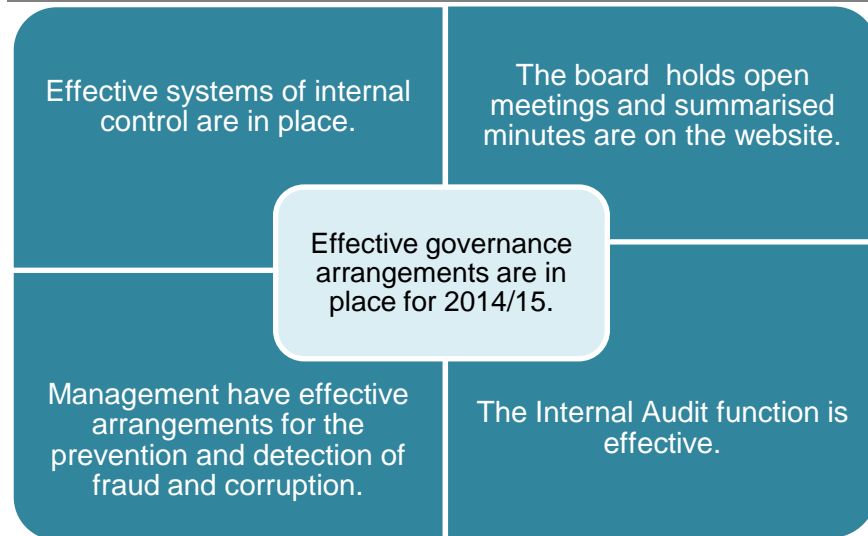 Effective systems of internal
control are in place.
The board  holds open
meetings and summarised
minutes are on the website.
Effective governance
arrangements are in
place for 2014/15.
Management have effective
arrangements for the
prevention and detection of
fraud and corruption.
The Internal Audit function is
effective.